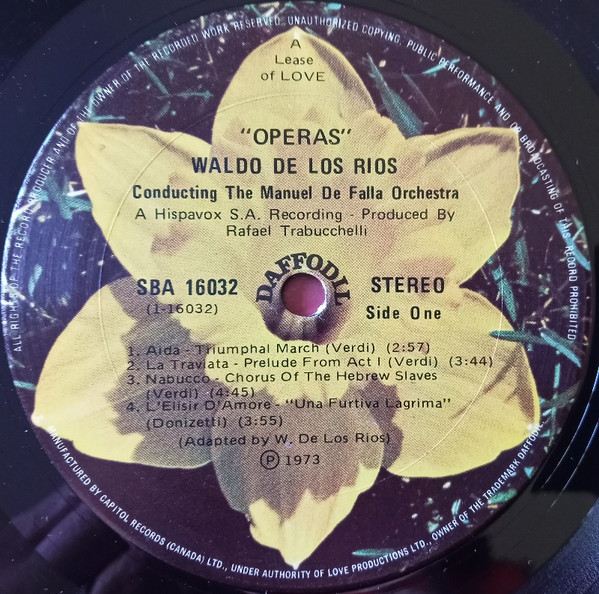 ALL RIGHTS OF THE RECORD PRODUCER AND OF THE OWNER OF THE RECORDED WORK RESERVED. UNAUTHORIZED COPYING, PUBLIC PERFORMANCE AND/OR BROADCASTING OF THIS RECORD PROHIBITED
A
Lease
of LOVE
"OPERAS"
WALDO DE LOS RIOS
Conducting The Manuel De Falla Orchestra
A Hispavox S.A. Recording - Produced By
Rafael Trabucchelli
DAFFODIL
SBA 16032
STEREO
(1-16032)
Side One
1. Aida - Triumphal March (Verdi) (2:57)
2. La Traviata - Prelude From Act I (Verdi) (3:44)
3. Nabucco - Chorus Of The Hebrew Slaves
(Verdi) (4:45)
4. L'Elisir D'Amore - "Una Furtiva Lagrima"
(Donizetti) (3:55)
(Adapted by W. De Los Rios)
Ⓟ 1973
MANUFACTURED BY CAPITOL RECORDS (CANADA) LTD., UNDER AUTHORITY OF LOVE PRODUCTIONS LTD., OWNER OF THE TRADEMARK DAFFODIL.